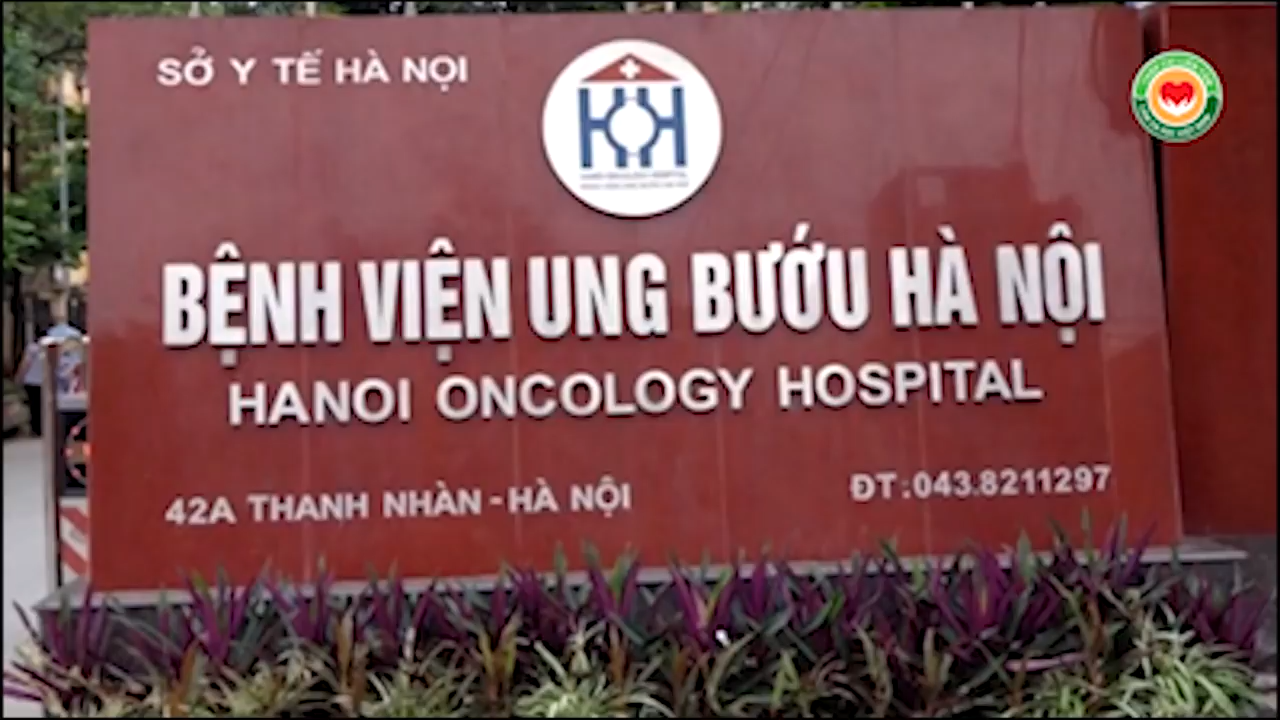 SỞ Y TẾ HÀ NỘI
BỆNH VIỆN UNG BƯỚU HÀ NỘI
HANOI ONCOLOGY HOSPITAL
42A THANH NHÀN - HÀ NỘI
ĐT:043.8211297